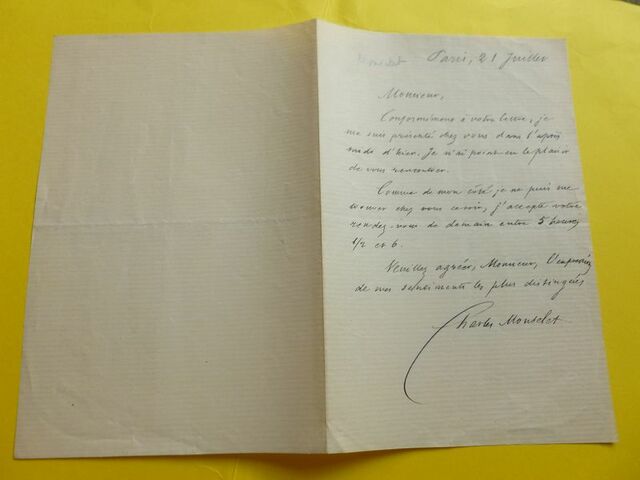 Monselet
Paris, 21 Juillet
Monsieur,
Conformément à votre lettre, je
me suis présenté chez vous dans l'après
midi d'hier. Je n'ai point eu le plaisir
de vous rencontrer.
Comme de mon côté je ne puis me
trouver chez vous ce soir, j'accepte votre
rendez-vous de demain entre 5 heures
1/2 et 6.
Veuillez agréer, Monsieur, l'expression
de mes sentiments les plus distingués
Charles Monselet